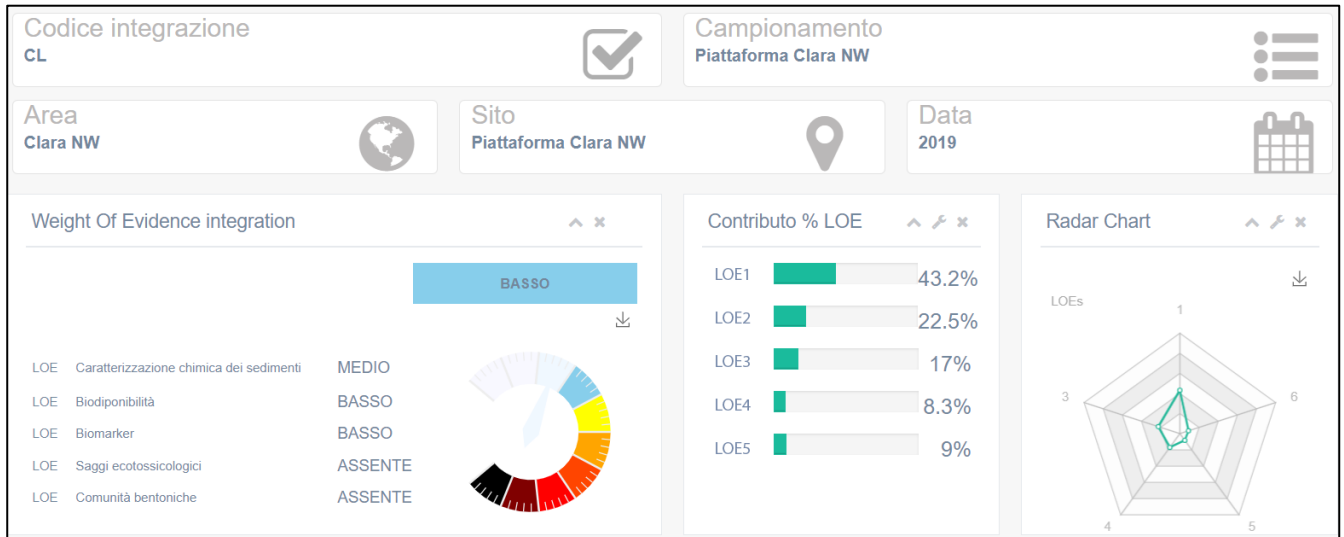 Codice integrazione
CL
Campionamento
Piattaforma Clara NW
Area
Clara NW
Sito
Piattaforma Clara NW
Data
2019
Weight Of Evidence integration
BASSO
LOE Caratterizzazione chimica dei sedimenti MEDIO
LOE Biodiponibilità BASSO
LOE Biomarker BASSO
LOE Saggi ecotossicologici ASSENTE
LOE Comunità bentoniche ASSENTE
Contributo % LOE
LOE1 43.2%
LOE2 22.5%
LOE3 17%
LOE4 8.3%
LOE5 9%
Radar Chart
LOEs
1
3
6
4
5